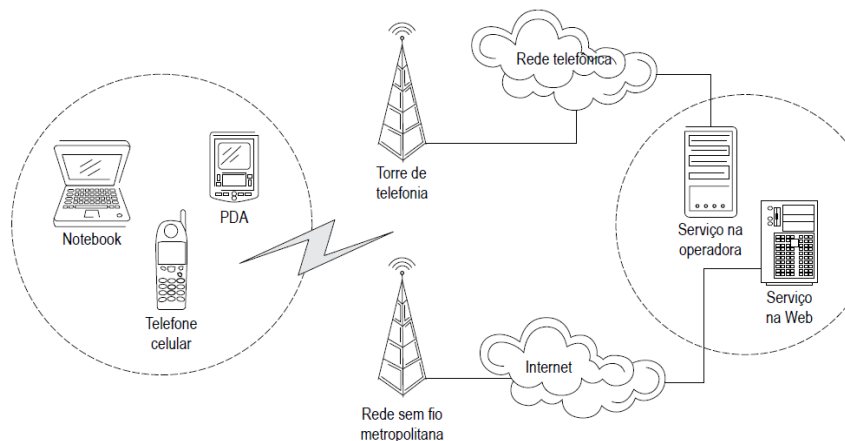 Rede telefônica
Torre de
telefonia
PDA
Notebook
Telefone
celular
Serviço na
operadora
Serviço
na Web
Internet
Rede sem fio
metropolitana